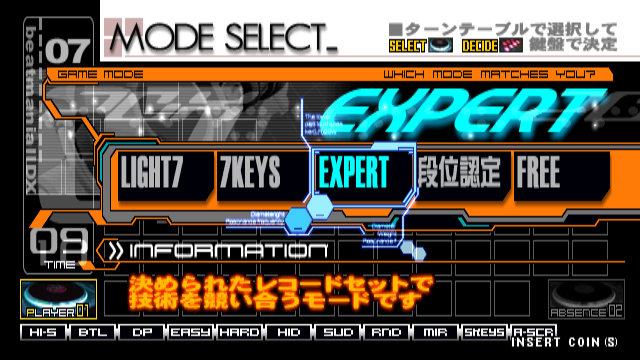 07
beatmaniaIIDX
MODE SELECT_
■ターンテーブルで選択して
SELECT DECIDE 鍵盤で決定
GAME MODE
WHICH MODE MATCHES YOU?
EXPERT
LIGHT7
7KEYS
EXPERT
段位認定
FREE
09
TIME
INFORMATION
決められたレコードセットで
技術を競い合うモードです
PLAYER 01
ABSENCE 02
HI-S BTL DP EASY HARD HID SUD RND MIR 5KEYS A-SCR
INSERT COIN(S)